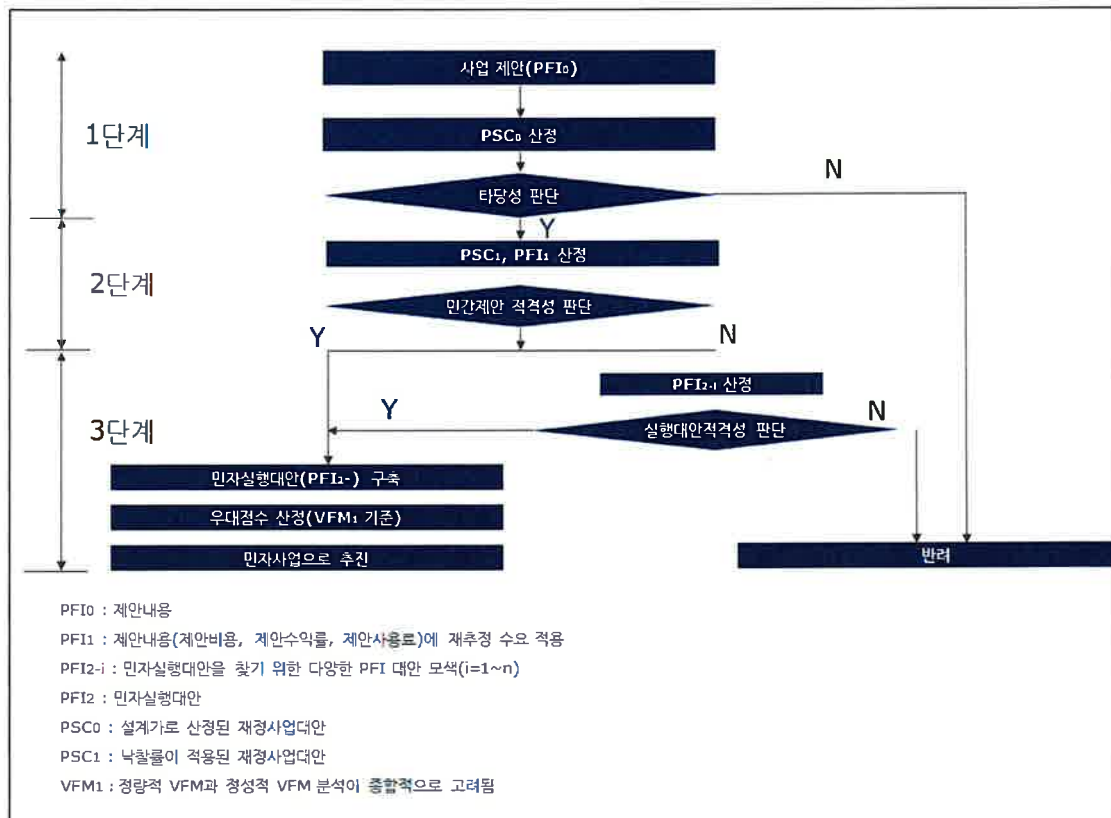 사업 제안(PFI₀)
1단계
PSC₀ 산정
N
타당성 판단
Y
PSC₁, PFI₁ 산정
2단계
민간제안 적격성 판단
Y
N
PFI₂₋ᵢ 산정
Y
N
3단계
실행대안적격성 판단
민자실행대안(PFI₂-) 구축
우대점수 산정(VFM₁ 기준)
민자사업으로 추진
반려
PFI0 : 제안내용
PFI1 : 제안내용(제안비용, 제안수익률, 제안사용료)에 재추정 수요 적용
PFI2-i : 민자실행대안을 찾기 위한 다양한 PFI 대안 모색(i=1~n)
PFI2 : 민자실행대안
PSC0 : 설계가로 산정된 재정사업대안
PSC1 : 낙찰률이 적용된 재정사업대안
VFM1 : 정량적 VFM과 정성적 VFM 분석이 종합적으로 고려됨